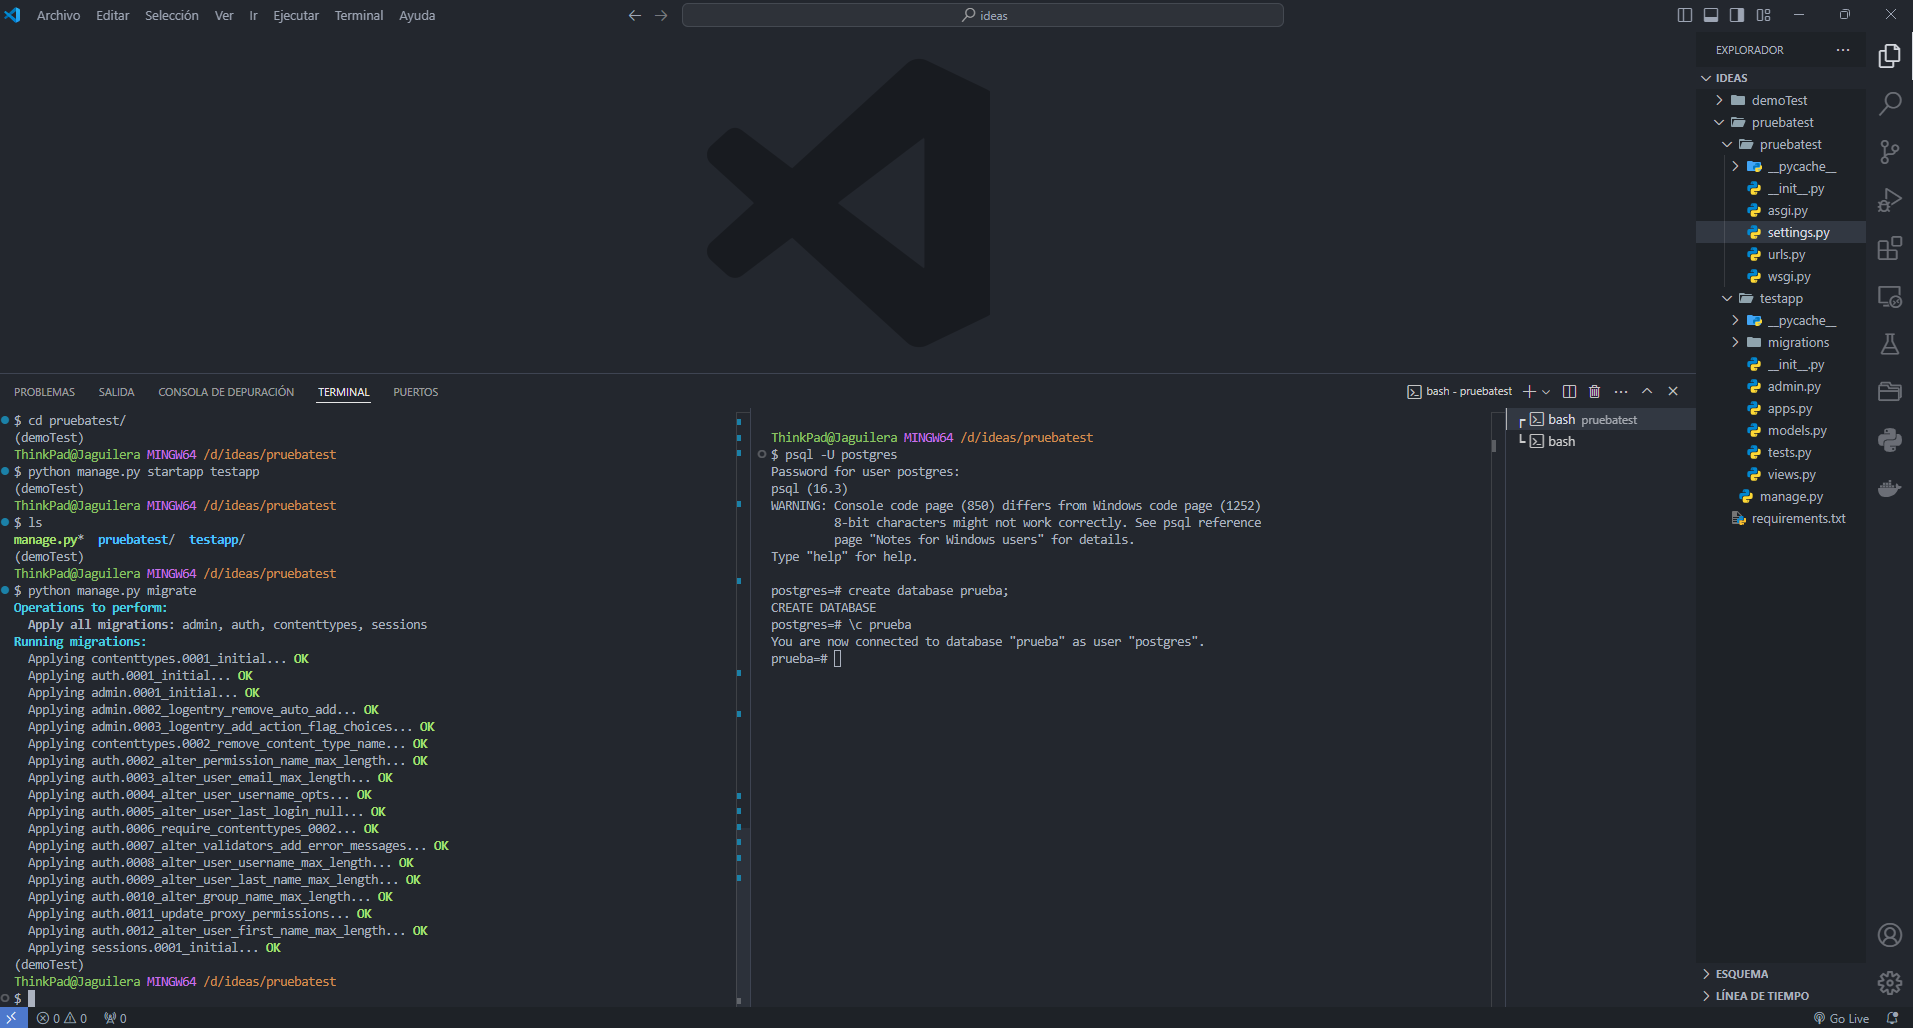 Archivo Editar Selección Ver Ir Ejecutar Terminal Ayuda
ideas
PROBLEMAS SALIDA CONSOLA DE DEPURACIÓN TERMINAL PUERTOS
bash - pruebatest
$ cd pruebatest/
(demoTest)
ThinkPad@Jaguilera MINGW64 /d/ideas/pruebatest
$ python manage.py startapp testapp
(demoTest)
ThinkPad@Jaguilera MINGW64 /d/ideas/pruebatest
$ ls
manage.py* pruebatest/ testapp/
(demoTest)
ThinkPad@Jaguilera MINGW64 /d/ideas/pruebatest
$ python manage.py migrate
Operations to perform:
Apply all migrations: admin, auth, contenttypes, sessions
Running migrations:
Applying contenttypes.0001_initial... OK
Applying auth.0001_initial... OK
Applying admin.0001_initial... OK
Applying admin.0002_logentry_remove_auto_add... OK
Applying admin.0003_logentry_add_action_flag_choices... OK
Applying contenttypes.0002_remove_content_type_name... OK
Applying auth.0002_alter_permission_name_max_length... OK
Applying auth.0003_alter_user_email_max_length... OK
Applying auth.0004_alter_user_username_opts... OK
Applying auth.0005_alter_user_last_login_null... OK
Applying auth.0006_require_contenttypes_0002... OK
Applying auth.0007_alter_validators_add_error_messages... OK
Applying auth.0008_alter_user_username_max_length... OK
Applying auth.0009_alter_user_last_name_max_length... OK
Applying auth.0010_alter_group_name_max_length... OK
Applying auth.0011_update_proxy_permissions... OK
Applying auth.0012_alter_user_first_name_max_length... OK
Applying sessions.0001_initial... OK
(demoTest)
ThinkPad@Jaguilera MINGW64 /d/ideas/pruebatest
$
ThinkPad@Jaguilera MINGW64 /d/ideas/pruebatest
$ psql -U postgres
Password for user postgres:
psql (16.3)
WARNING: Console code page (850) differs from Windows code page (1252)
8-bit characters might not work correctly. See psql reference
page "Notes for Windows users" for details.
Type "help" for help.
postgres=# create database prueba;
CREATE DATABASE
postgres=# \c prueba
You are now connected to database "prueba" as user "postgres".
prueba=#
bash pruebatest
bash
EXPLORADOR
IDEAS
demoTest
pruebatest
pruebatest
__pycache__
__init__.py
asgi.py
settings.py
urls.py
wsgi.py
testapp
__pycache__
migrations
__init__.py
admin.py
apps.py
models.py
tests.py
views.py
manage.py
requirements.txt
ESQUEMA
LÍNEA DE TIEMPO
0 0 0
Go Live